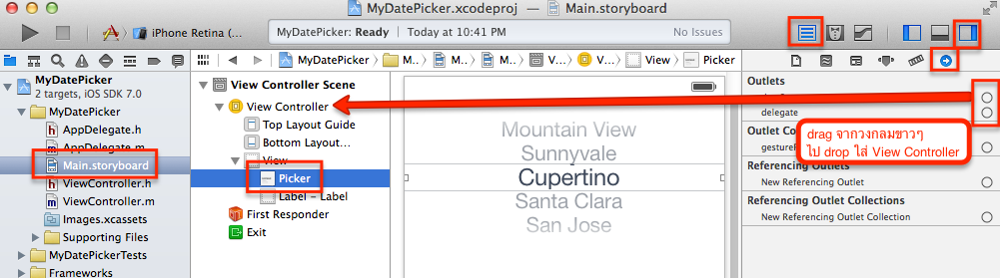 MyDatePicker.xcodeproj — Main.storyboard
iPhone Retina (...
MyDatePicker: Ready | Today at 10:41 PM
No Issues
MyDatePicker
M...
M...
V...
V...
View
Picker
MyDatePicker
2 targets, iOS SDK 7.0
MyDatePicker
AppDelegate.h
AppDelegate.m
Main.storyboard
ViewController.h
ViewController.m
Images.xcassets
Supporting Files
MyDatePickerTests
Frameworks
View Controller Scene
View Controller
Top Layout Guide
Bottom Layout...
View
Picker
Label - Label
First Responder
Exit
Mountain View
Sunnyvale
Cupertino
Santa Clara
San Jose
Outlets
delegate
drag จากวงกลมขาวๆ
ไป drop ใส่ View Controller
Outlet Co
Referencing Outlets
New Referencing Outlet
Referencing Outlet Collections
New Referencing Outlet Collection